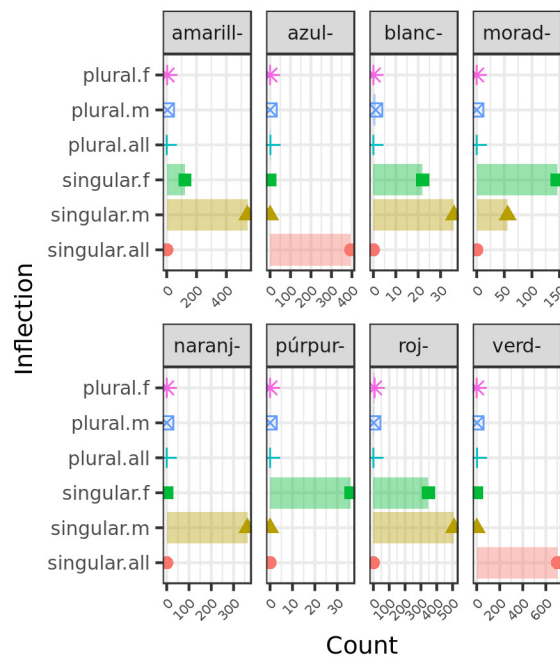 amarill- azul- blanc- morad-
plural.f
plural.m
plural.all
singular.f
singular.m
singular.all
0 200 400 0 100 200 300 400 0 10 20 30 0 50 100 150
naranj- púrpur- roj- verd-
plural.f
plural.m
plural.all
singular.f
singular.m
singular.all
0 100 200 300 0 10 20 30 0 100 200 300 400 500 0 200 400 600
Inflection
Count